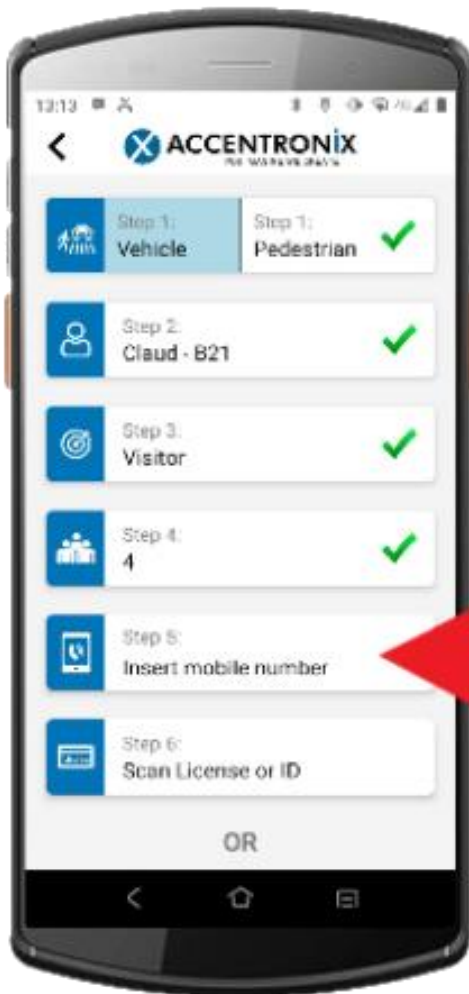 13:13
ACCENTRONIX
Step 1:
Vehicle
Step 1:
Pedestrian
Step 2:
Claud - B21
Step 3:
Visitor
Step 4:
4
Step 5:
Insert mobile number
Step 6:
Scan License or ID
OR